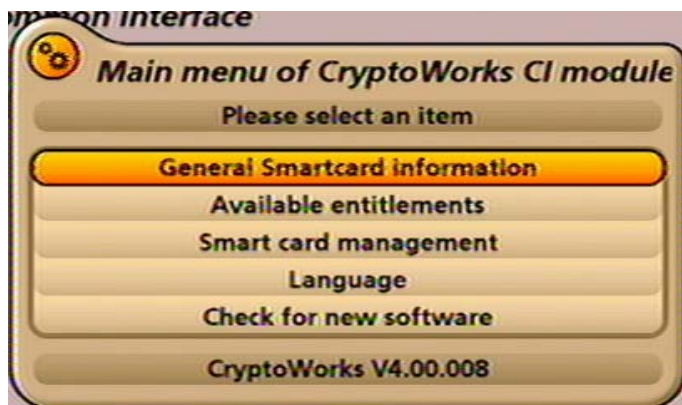 ommon Interface
Main menu of CryptoWorks CI module
Please select an item
General Smartcard information
Available entitlements
Smart card management
Language
Check for new software
CryptoWorks V4.00.008